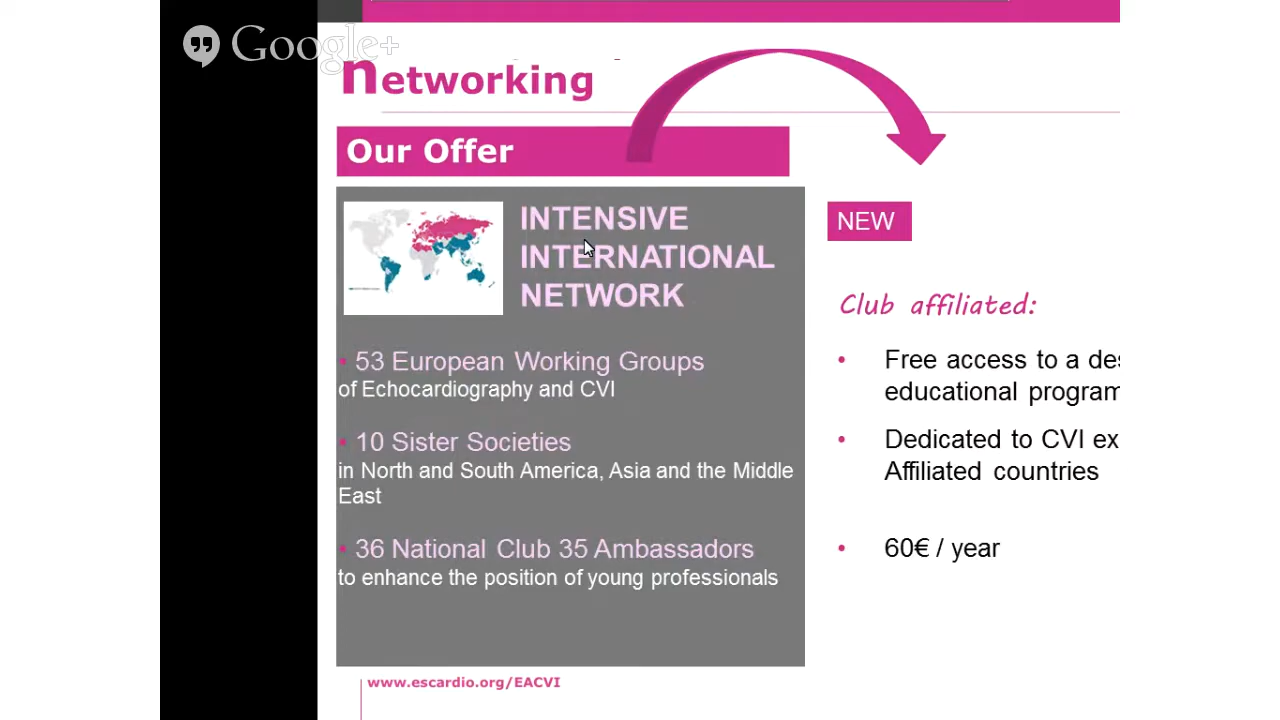 Google+
networking
Our Offer
INTENSIVE
INTERNATIONAL
NETWORK
• 53 European Working Groups
of Echocardiography and CVI
• 10 Sister Societies
in North and South America, Asia and the Middle
East
• 36 National Club 35 Ambassadors
to enhance the position of young professionals
NEW
Club affiliated:
• Free access to a
educational program
• Dedicated to CVI
Affiliated countries
• 60€ / year
www.escardio.org/EACVI